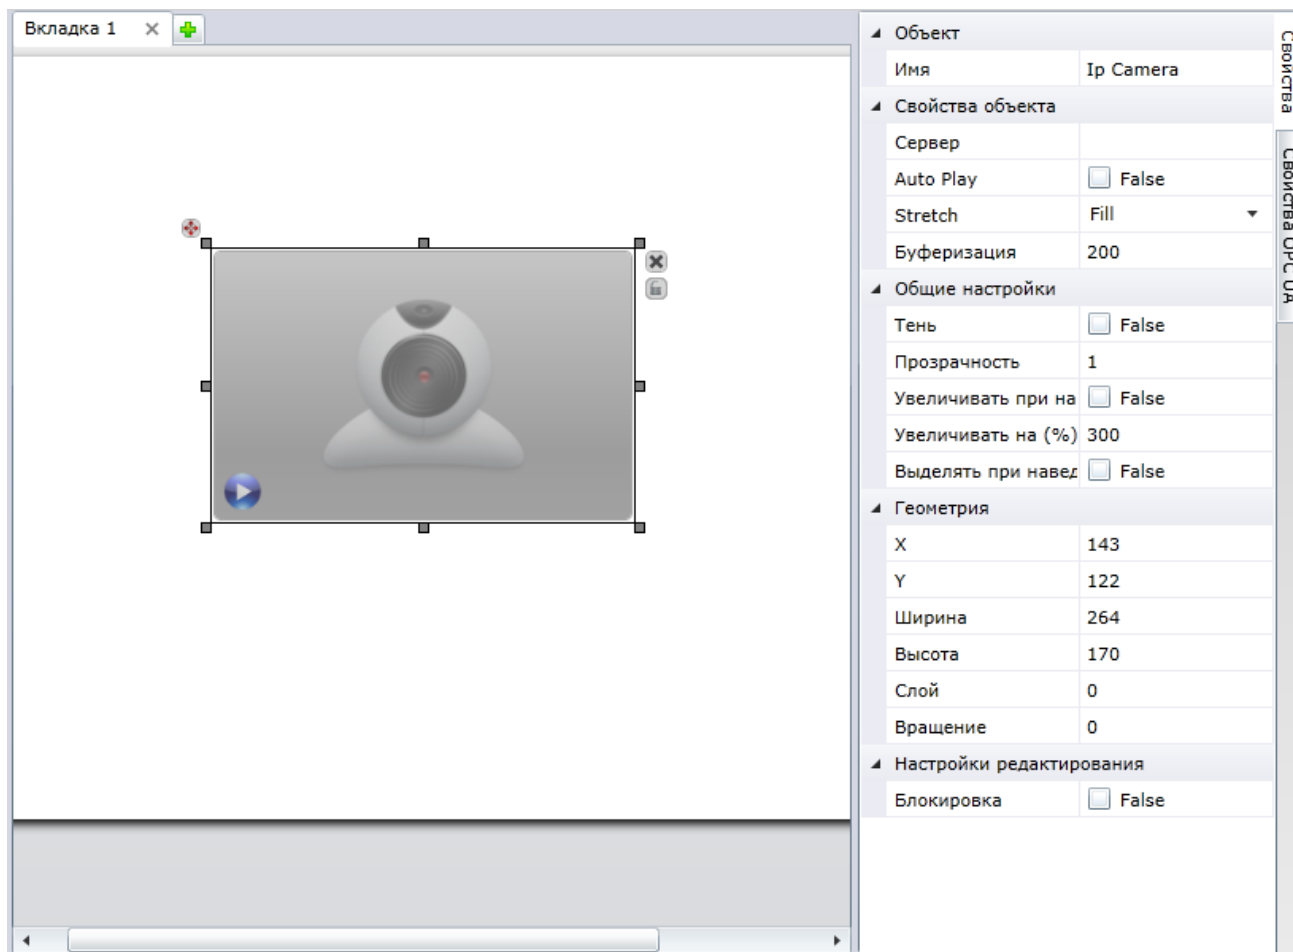 Вкладка 1
Объект
Имя Ip Camera
Свойства объекта
Сервер
Auto Play False
Stretch Fill
Буферизация 200
Общие настройки
Тень False
Прозрачность 1
Увеличивать при на False
Увеличивать на (%) 300
Выделять при навед False
Геометрия
X 143
Y 122
Ширина 264
Высота 170
Слой 0
Вращение 0
Настройки редактирования
Блокировка False
Свойства
Свойства OPC UA